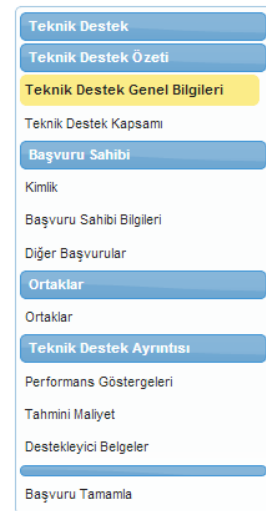 Teknik Destek
Teknik Destek Özeti
Teknik Destek Genel Bilgileri
Teknik Destek Kapsamı
Başvuru Sahibi
Kimlik
Başvuru Sahibi Bilgileri
Diğer Başvurular
Ortaklar
Ortaklar
Teknik Destek Ayrıntısı
Performans Göstergeleri
Tahmini Maliyet
Destekleyici Belgeler
Başvuru Tamamla